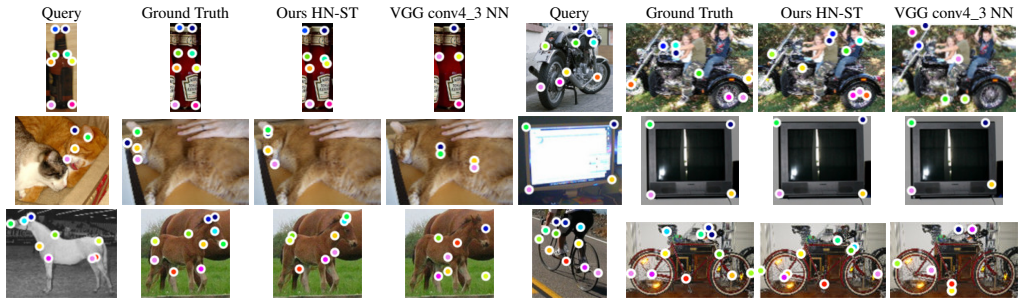 Query Ground Truth Ours HN-ST VGG conv4_3 NN Query Ground Truth Ours HN-ST VGG conv4_3 NN